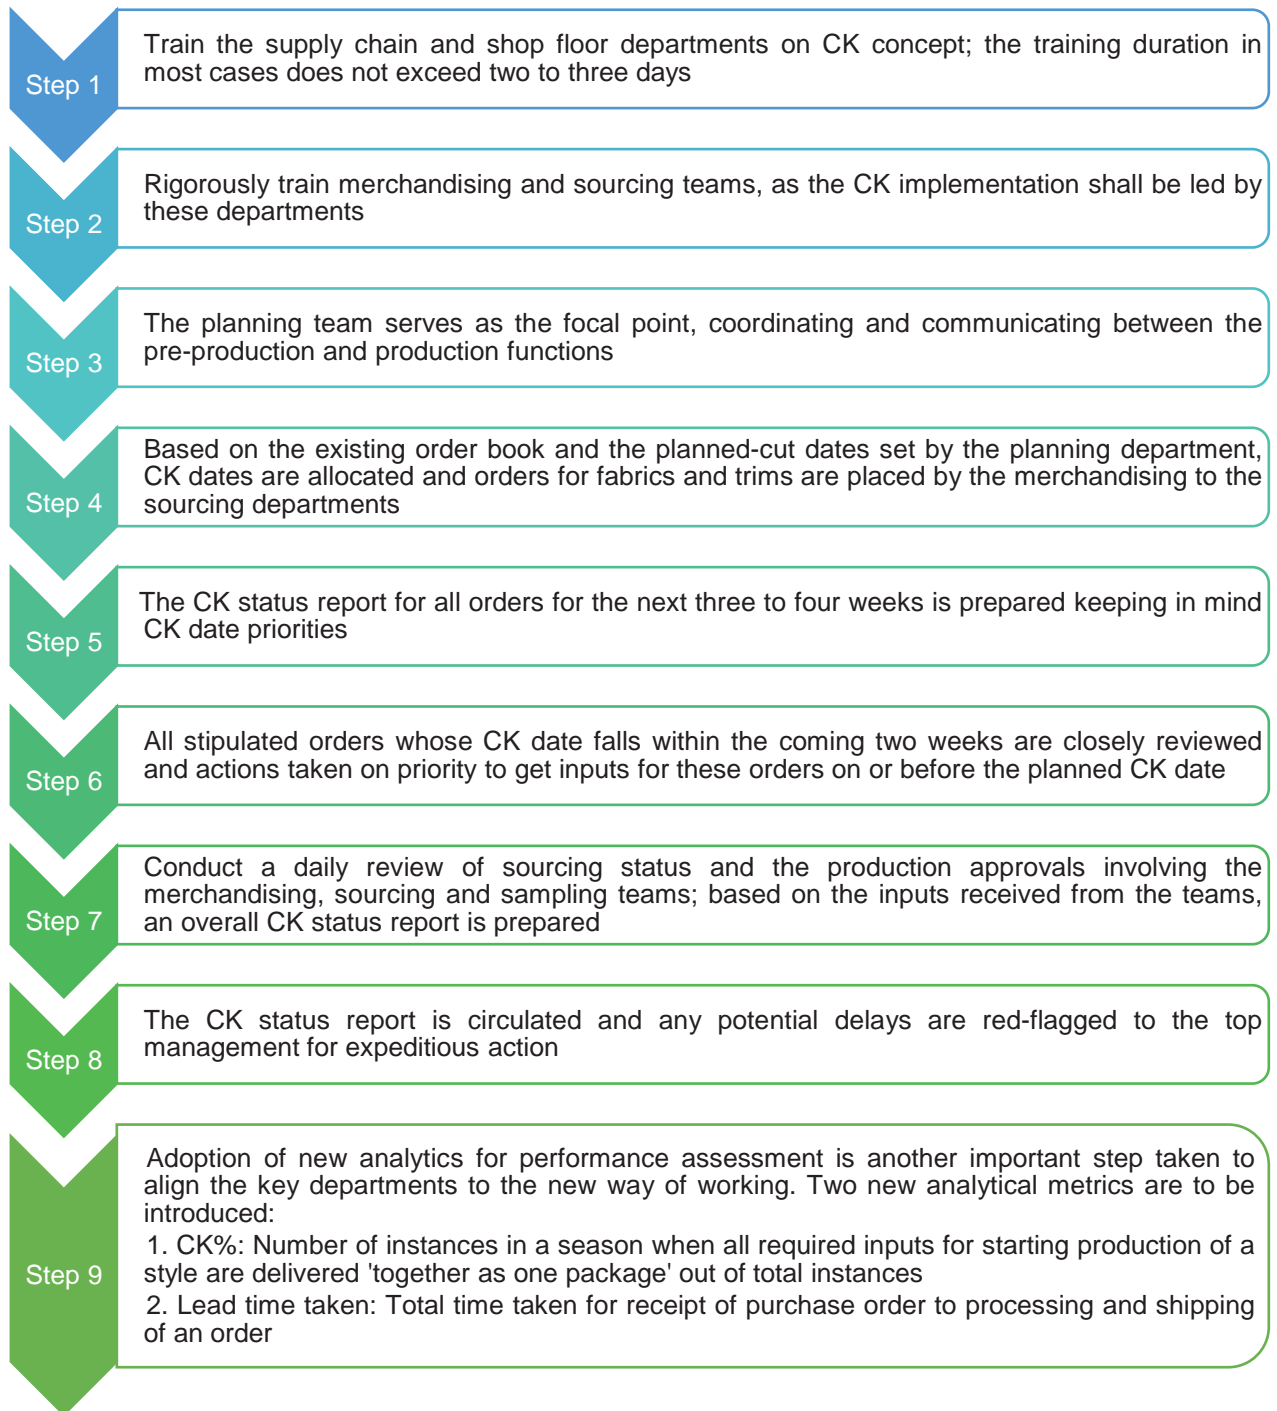 Step 1
Train the supply chain and shop floor departments on CK concept; the training duration in
most cases does not exceed two to three days
Step 2
Rigorously train merchandising and sourcing teams, as the CK implementation shall be led by
these departments
Step 3
The planning team serves as the focal point, coordinating and communicating between the
pre-production and production functions
Step 4
Based on the existing order book and the planned-cut dates set by the planning department,
CK dates are allocated and orders for fabrics and trims are placed by the merchandising to the
sourcing departments
Step 5
The CK status report for all orders for the next three to four weeks is prepared keeping in mind
CK date priorities
Step 6
All stipulated orders whose CK date falls within the coming two weeks are closely reviewed
and actions taken on priority to get inputs for these orders on or before the planned CK date
Step 7
Conduct a daily review of sourcing status and the production approvals involving the
merchandising, sourcing and sampling teams; based on the inputs received from the teams,
an overall CK status report is prepared
Step 8
The CK status report is circulated and any potential delays are red-flagged to the top
management for expeditious action
Step 9
Adoption of new analytics for performance assessment is another important step taken to
align the key departments to the new way of working. Two new analytical metrics are to be
introduced:
1. CK%: Number of instances in a season when all required inputs for starting production of a
style are delivered 'together as one package' out of total instances
2. Lead time taken: Total time taken for receipt of purchase order to processing and shipping
of an order